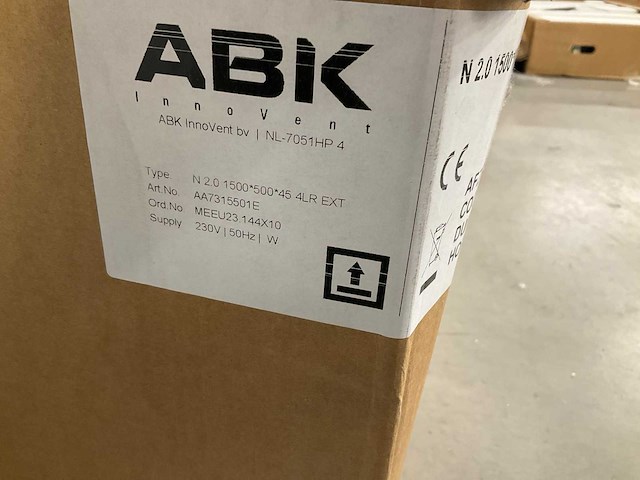 ABK
InnoVent
ABK InnoVent bv | NL-7051HP 4
Type N 2.0 1500*500*45 4LR EXT
Art.No. AA7315501E
Ord.No MEEU23.144X10
Supply 230V | 50Hz | W
N 2.0 1500
CE